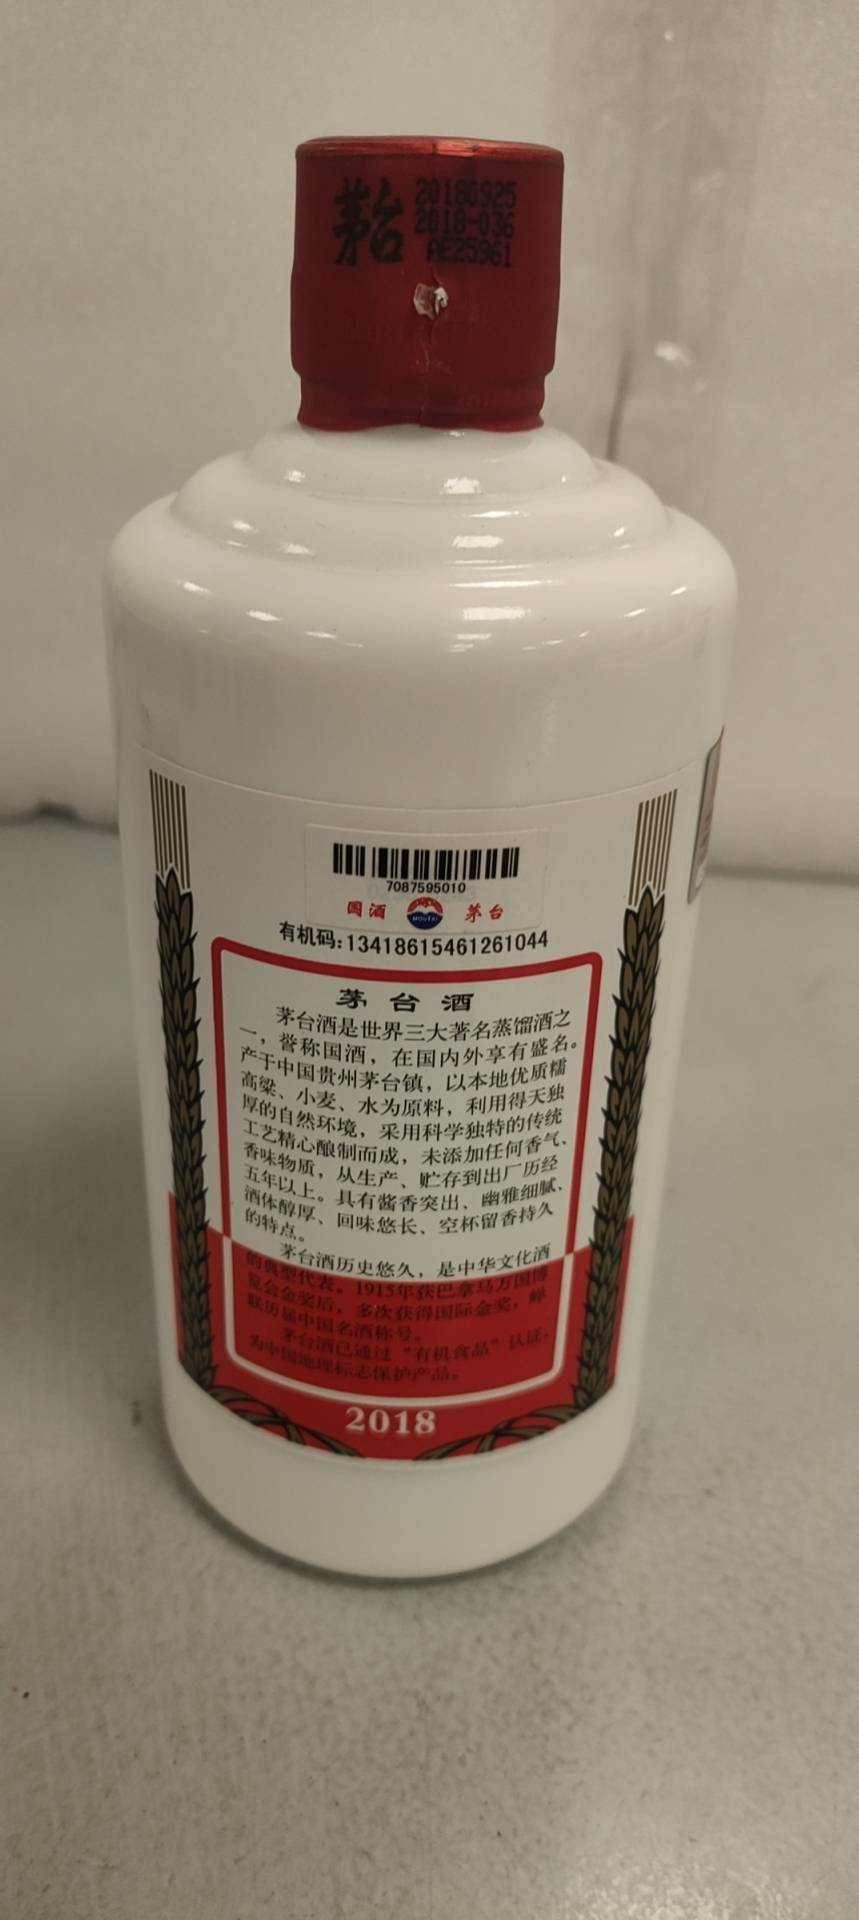 茅台
20180925
2018-036
AE25961
7087595010
国酒 MOUTAI 茅台
有机码:13418615461261044
茅台酒
茅台酒是世界三大著名蒸馏酒之
一，誉称国酒，在国内外享有盛名。
产于中国贵州茅台镇，以本地优质糯
高粱、小麦、水为原料，利用得天独
厚的自然环境，采用科学独特的传统
工艺精心酿制而成，未添加任何香气、
香味物质，从生产、贮存到出厂历经
五年以上。具有酱香突出、幽雅细腻、
酒体醇厚、回味悠长、空杯留香持久
的特点。
茅台酒历史悠久，是中华文化酒
的典型代表。1915年获巴拿马万国博
览会金奖后，多次获得国际金奖，蝉
联历届中国名酒称号。
茅台酒已通过“有机食品”认证，
为中国地理标志保护产品。
2018